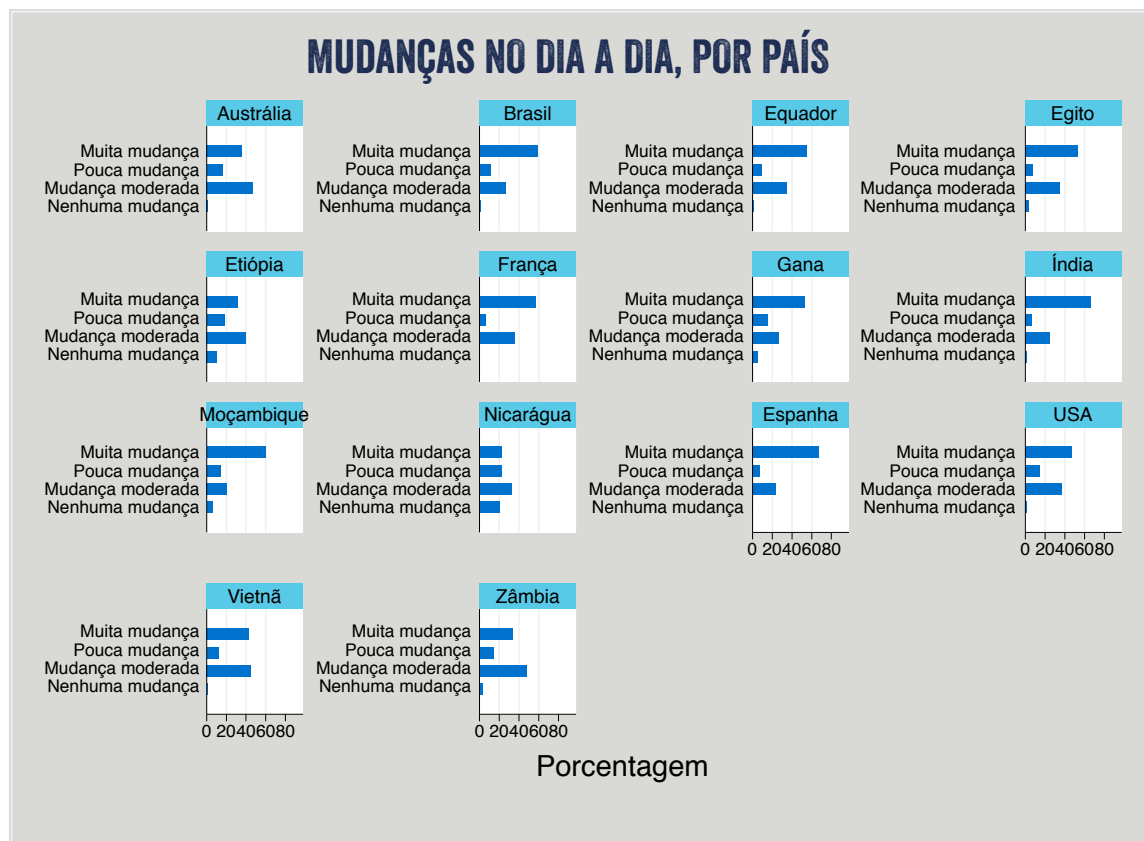 MUDANÇAS NO DIA A DIA, POR PAÍS
Austrália
Muita mudança
Pouca mudança
Mudança moderada
Nenhuma mudança
Brasil
Muita mudança
Pouca mudança
Mudança moderada
Nenhuma mudança
Equador
Muita mudança
Pouca mudança
Mudança moderada
Nenhuma mudança
Egito
Muita mudança
Pouca mudança
Mudança moderada
Nenhuma mudança
Etiópia
Muita mudança
Pouca mudança
Mudança moderada
Nenhuma mudança
França
Muita mudança
Pouca mudança
Mudança moderada
Nenhuma mudança
Gana
Muita mudança
Pouca mudança
Mudança moderada
Nenhuma mudança
Índia
Muita mudança
Pouca mudança
Mudança moderada
Nenhuma mudança
Moçambique
Muita mudança
Pouca mudança
Mudança moderada
Nenhuma mudança
Nicarágua
Muita mudança
Pouca mudança
Mudança moderada
Nenhuma mudança
Espanha
Muita mudança
Pouca mudança
Mudança moderada
Nenhuma mudança
0 20406080
USA
Muita mudança
Pouca mudança
Mudança moderada
Nenhuma mudança
0 20406080
Vietnã
Muita mudança
Pouca mudança
Mudança moderada
Nenhuma mudança
0 20406080
Zâmbia
Muita mudança
Pouca mudança
Mudança moderada
Nenhuma mudança
0 20406080
Porcentagem